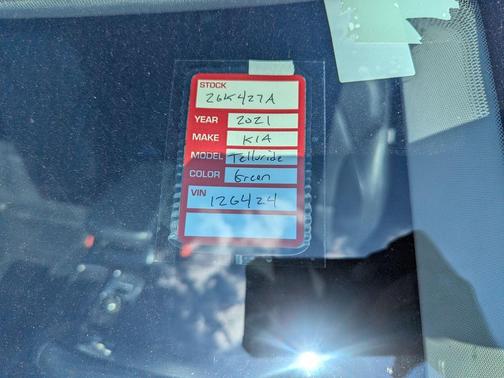 STOCK
26K427A
YEAR 2021
MAKE KIA
MODEL Telluride
COLOR Green
VIN
126424